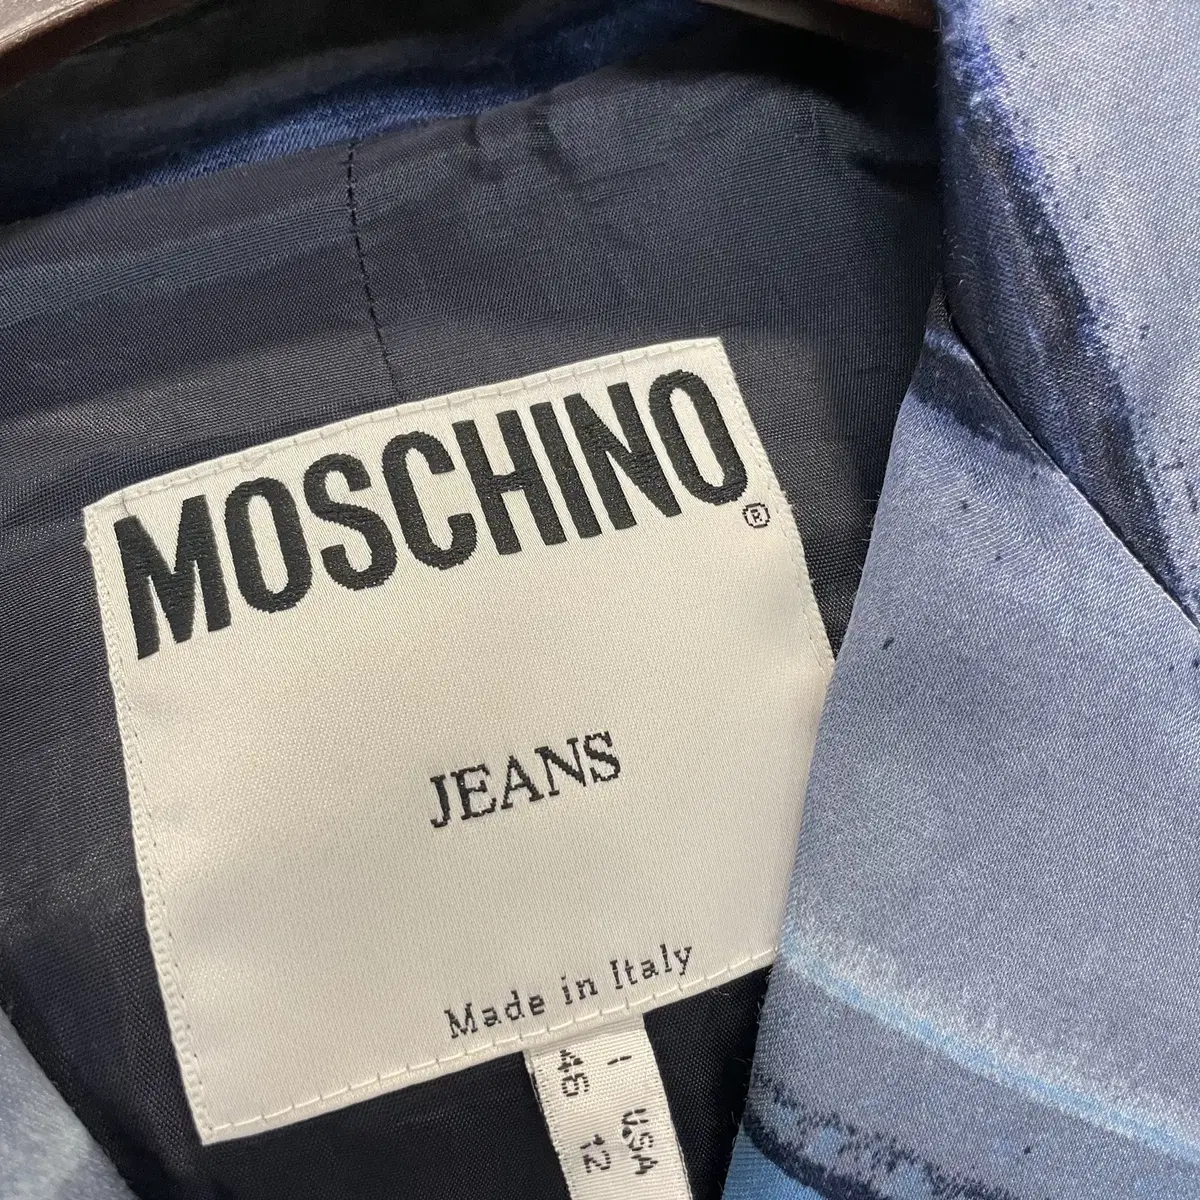 MOSCHINO®
JEANS
Made in Italy
I USA
46 12